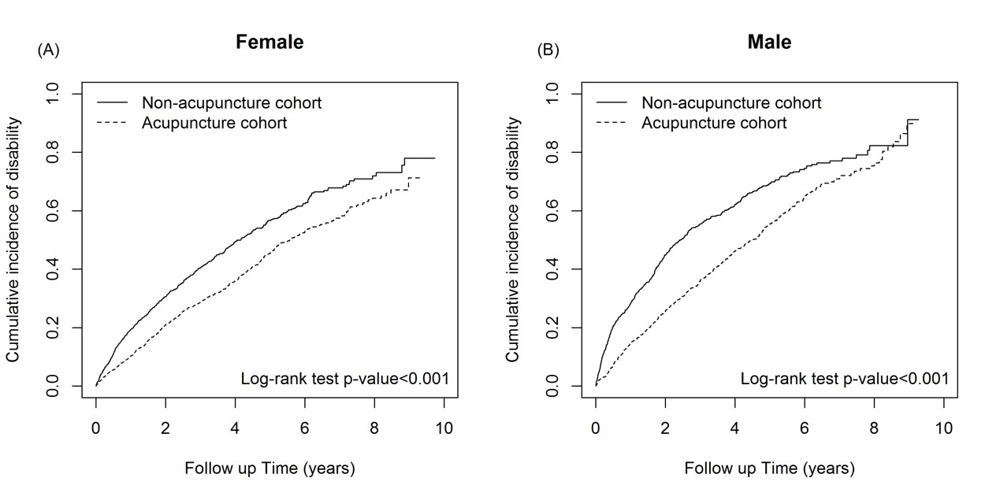 (A)
Female
Cumulative incidence of disability
1.0
0.8
0.6
0.4
0.2
0.0
Non-acupuncture cohort
Acupuncture cohort
Log-rank test p-value<0.001
0 2 4 6 8 10
Follow up Time (years)
(B)
Male
Cumulative incidence of disability
1.0
0.8
0.6
0.4
0.2
0.0
Non-acupuncture cohort
Acupuncture cohort
Log-rank test p-value<0.001
0 2 4 6 8 10
Follow up Time (years)